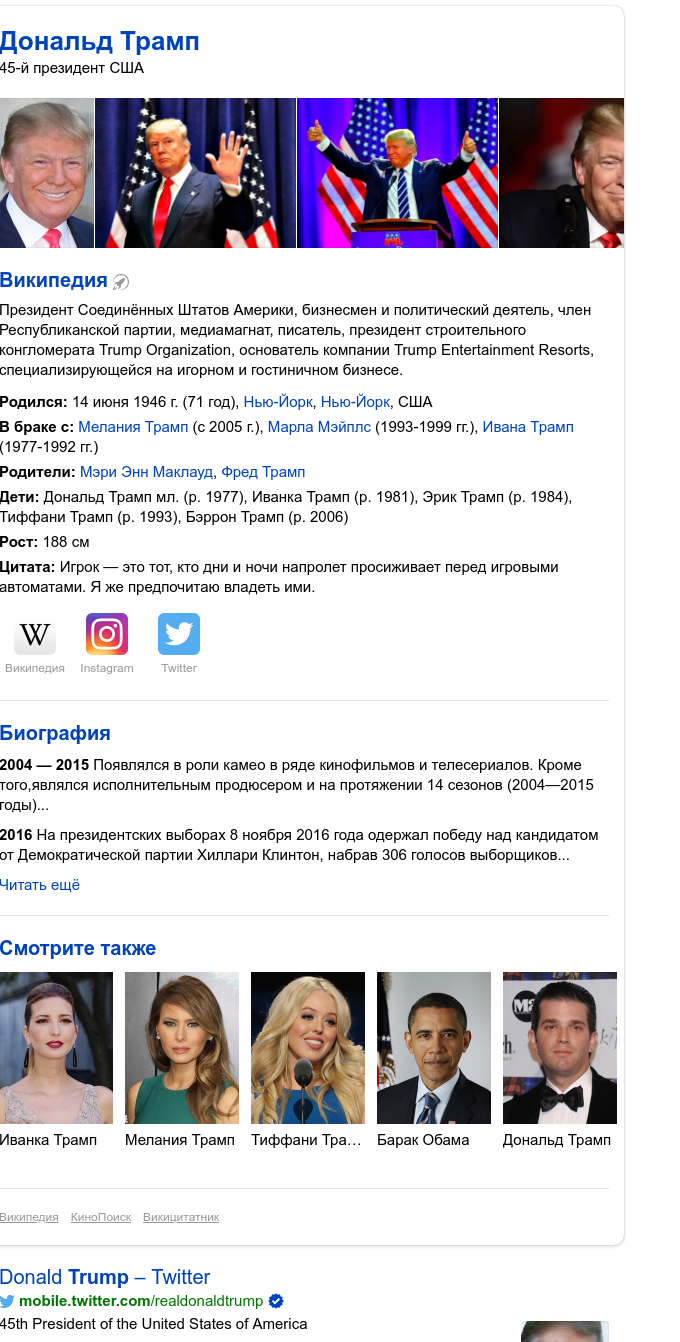 Дональд Трамп
45-й президент США
Википедия
Президент Соединённых Штатов Америки, бизнесмен и политический деятель, член
Республиканской партии, медиамагнат, писатель, президент строительного
конгломерата Trump Organization, основатель компании Trump Entertainment Resorts,
специализирующейся на игорном и гостиничном бизнесе.
Родился: 14 июня 1946 г. (71 год), Нью-Йорк, Нью-Йорк, США
В браке с: Мелания Трамп (с 2005 г.), Марла Мэйплс (1993-1999 гг.), Ивана Трамп
(1977-1992 гг.)
Родители: Мэри Энн Маклауд, Фред Трамп
Дети: Дональд Трамп мл. (р. 1977), Иванка Трамп (р. 1981), Эрик Трамп (р. 1984),
Тиффани Трамп (р. 1993), Бэррон Трамп (р. 2006)
Рост: 188 см
Цитата: Игрок — это тот, кто дни и ночи напролет просиживает перед игровыми
автоматами. Я же предпочитаю владеть ими.
W
Википедия Instagram Twitter
Биография
2004 — 2015 Появлялся в роли камео в ряде кинофильмов и телесериалов. Кроме
того,являлся исполнительным продюсером и на протяжении 14 сезонов (2004—2015
годы)...
2016 На президентских выборах 8 ноября 2016 года одержал победу над кандидатом
от Демократической партии Хиллари Клинтон, набрав 306 голосов выборщиков...
Читать ещё
Смотрите также
Иванка Трамп Мелания Трамп Тиффани Тра... Барак Обама Дональд Трамп
Википедия КиноПоиск Викицитатник
Donald Trump – Twitter
mobile.twitter.com/realdonaldtrump
45th President of the United States of America